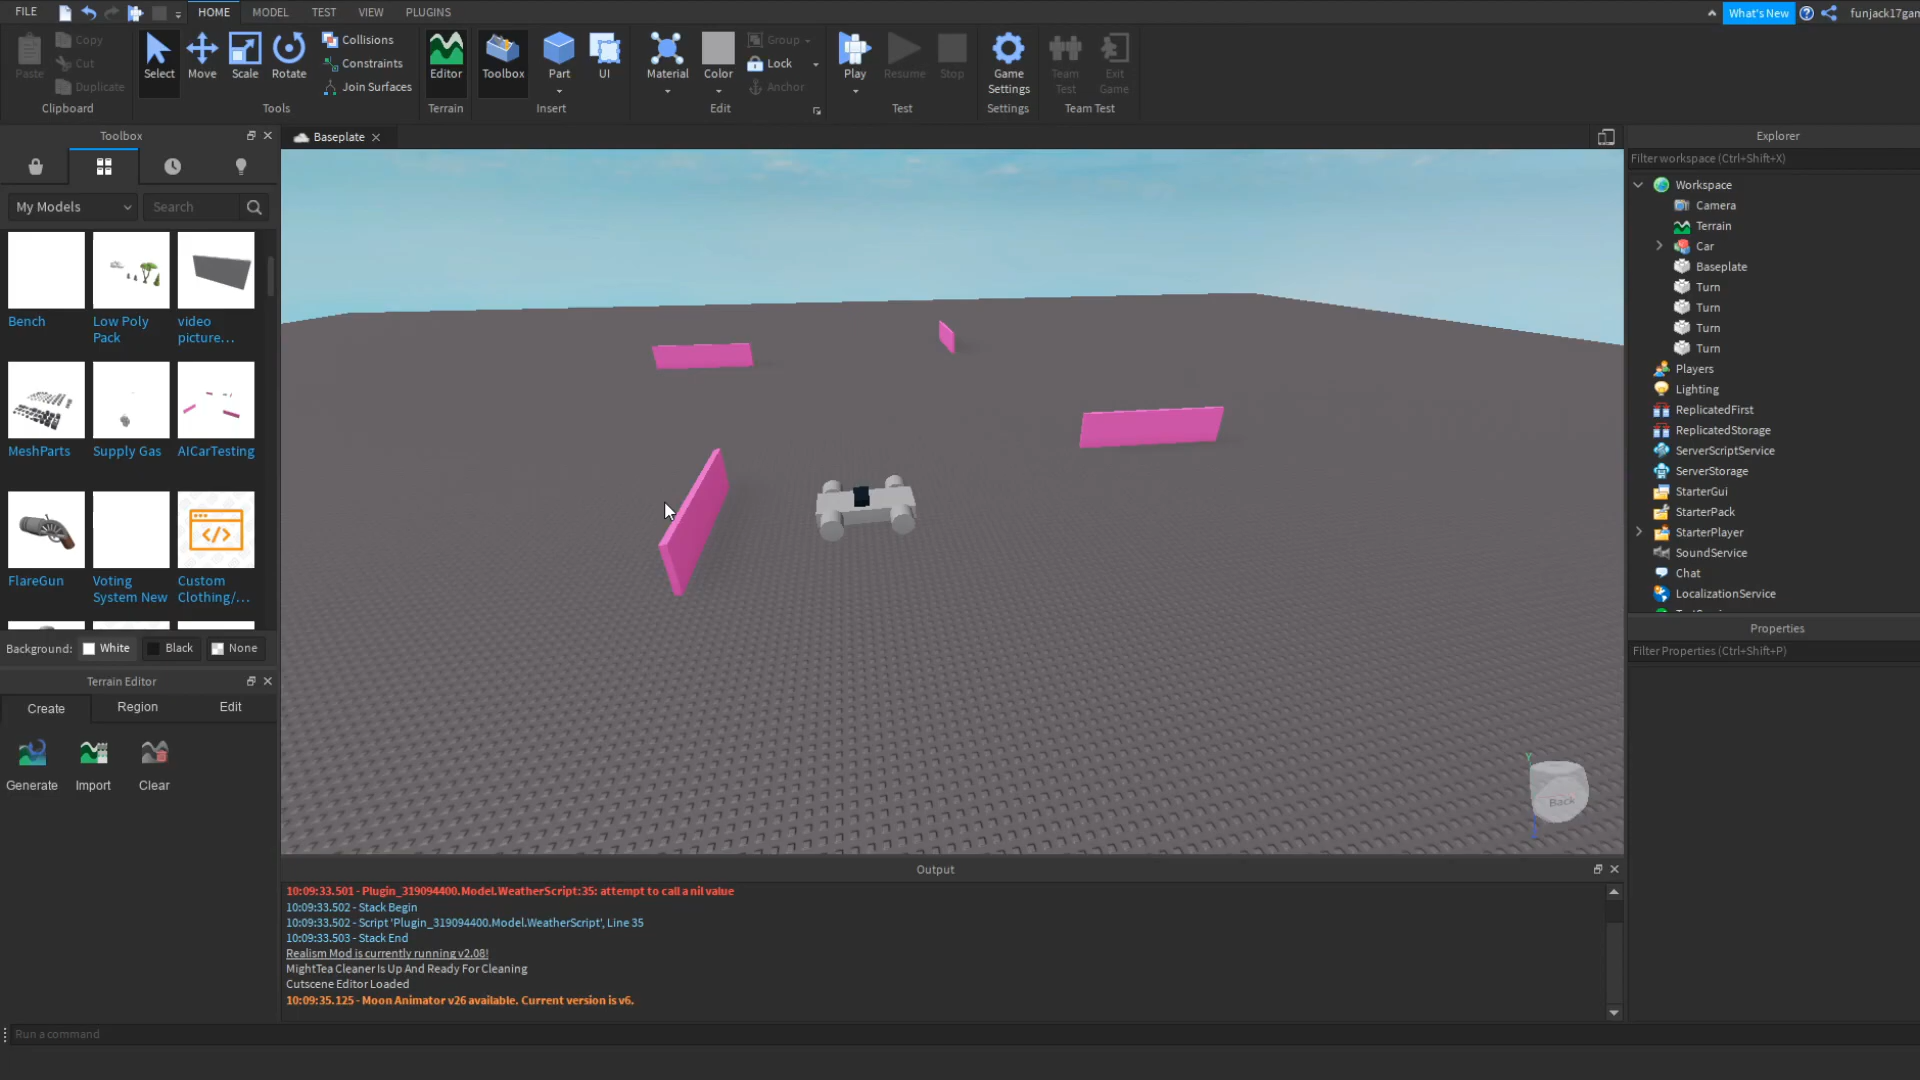 FILE
HOME
MODEL
TEST
VIEW
PLUGINS
What's New
funjack17gam
Paste
Copy
Cut
Duplicate
Clipboard
Select
Move
Scale
Rotate
Collisions
Constraints
Join Surfaces
Tools
Editor
Terrain
Toolbox
Part
UI
Insert
Material
Color
Group
Lock
Anchor
Edit
Play
Resume
Stop
Test
Game
Settings
Settings
Team
Test
Exit
Game
Team Test
Toolbox
My Models
Search
Bench
Low Poly
Pack
video
picture...
MeshParts
Supply Gas
AICarTesting
FlareGun
Voting
System New
Custom
Clothing/...
Background:
White
Black
None
Terrain Editor
Create
Region
Edit
Generate
Import
Clear
Baseplate
Y
Back
Output
10:09:33.501 - Plugin_319094400.Model.WeatherScript:35: attempt to call a nil value
10:09:33.502 - Stack Begin
10:09:33.502 - Script 'Plugin_319094400.Model.WeatherScript', Line 35
10:09:33.503 - Stack End
Realism Mod is currently running v2.08!
MightTea Cleaner Is Up And Ready For Cleaning
Cutscene Editor Loaded
10:09:35.125 - Moon Animator v26 available. Current version is v6.
Run a command
Explorer
Filter workspace (Ctrl+Shift+X)
Workspace
Camera
Terrain
Car
Baseplate
Turn
Turn
Turn
Turn
Players
Lighting
ReplicatedFirst
ReplicatedStorage
ServerScriptService
ServerStorage
StarterGui
StarterPack
StarterPlayer
SoundService
Chat
LocalizationService
Properties
Filter Properties (Ctrl+Shift+P)